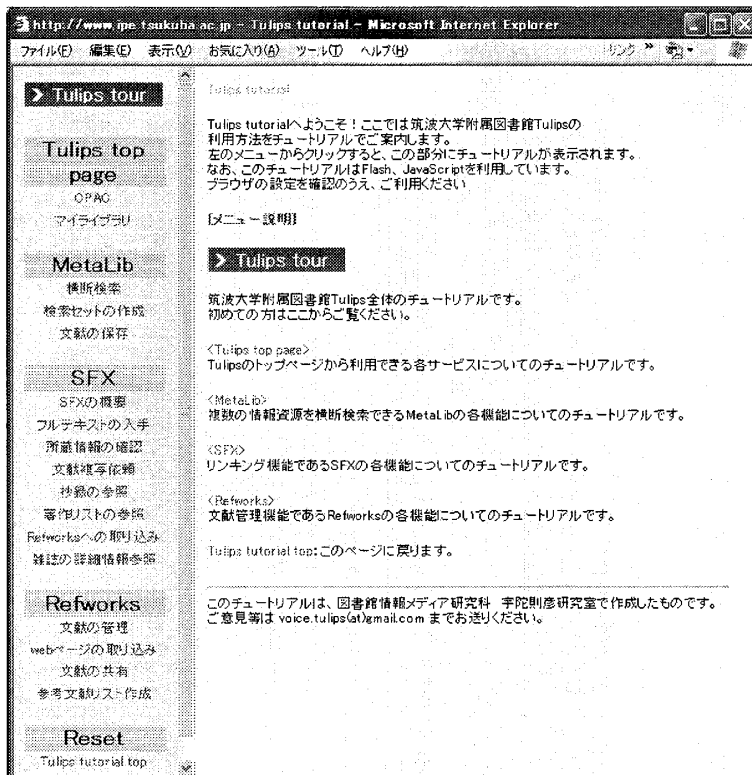 http://www.ipe.tsukuba.ac.jp - Tulips tutorial - Microsoft Internet Explorer
ファイル(F) 編集(E) 表示(V) お気に入り(A) ツール(T) ヘルプ(H) リンク »
> Tulips tour
Tulips top
page
OPAC
マイライブラリ
MetaLib
横断検索
検索セットの作成
文献の保存
SFX
SFXの概要
フルテキストの入手
所蔵情報の確認
文献複写依頼
抄録の参照
著作リストの参照
Refworksへの取り込み
雑誌の詳細情報参照
Refworks
文献の管理
webページの取り込み
文献の共有
参考文献リスト作成
Reset
Tulips tutorial top
Tulips tutorial
Tulips tutorialへようこそ！ここでは筑波大学附属図書館Tulipsの
利用方法をチュートリアルでご案内します。
左のメニューからクリックすると、この部分にチュートリアルが表示されます。
なお、このチュートリアルはFlash、JavaScriptを利用しています。
ブラウザの設定を確認のうえ、ご利用ください
[メニュー説明]
> Tulips tour
筑波大学附属図書館Tulips全体のチュートリアルです。
初めての方はここからご覧ください。
<Tulips top page>
Tulipsのトップページから利用できる各サービスについてのチュートリアルです。
<MetaLib>
複数の情報資源を横断検索できるMetaLibの各機能についてのチュートリアルです。
<SFX>
リンキング機能であるSFXの各機能についてのチュートリアルです。
<Refworks>
文献管理機能であるRefworksの各機能についてのチュートリアルです。
Tulips tutorial top:このページに戻ります。
このチュートリアルは、図書館情報メディア研究科 宇陀則彦研究室で作成したものです。
ご意見等は voice.tulips(at)gmail.com までお送りください。